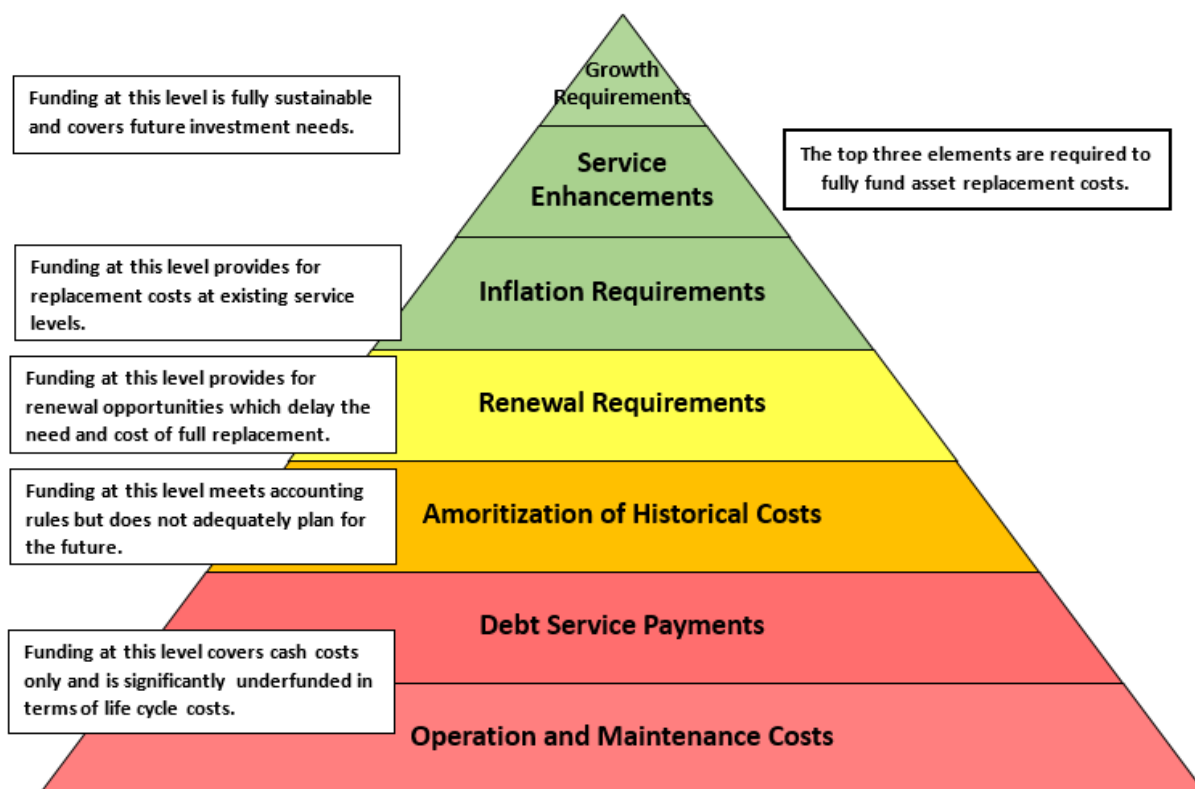 Growth
Requirements
Funding at this level is fully sustainable
and covers future investment needs.
The top three elements are required to
fully fund asset replacement costs.
Service
Enhancements
Funding at this level provides for
replacement costs at existing service
levels.
Inflation Requirements
Funding at this level provides for
renewal opportunities which delay the
need and cost of full replacement.
Renewal Requirements
Funding at this level meets accounting
rules but does not adequately plan for
the future.
Amoritization of Historical Costs
Debt Service Payments
Funding at this level covers cash costs
only and is significantly underfunded in
terms of life cycle costs.
Operation and Maintenance Costs